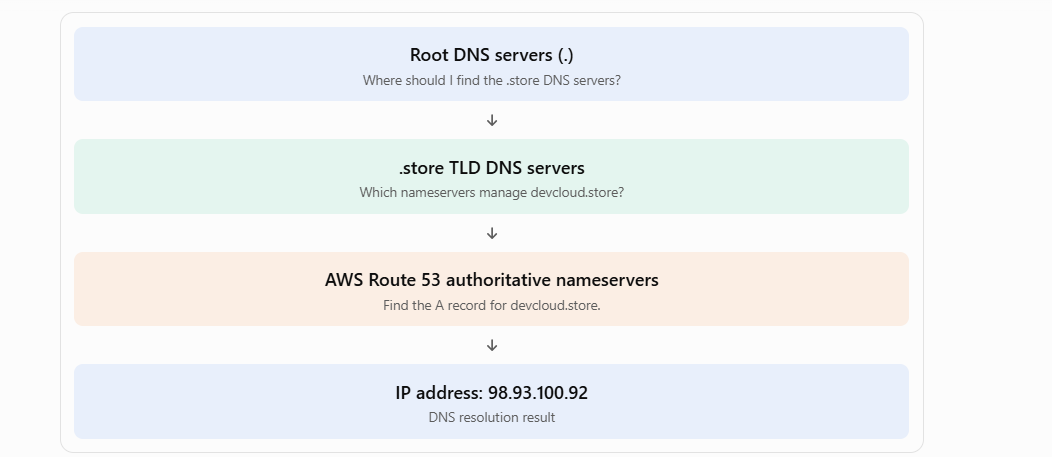 Root DNS servers (.)
Where should I find the .store DNS servers?
↓
.store TLD DNS servers
Which nameservers manage devcloud.store?
↓
AWS Route 53 authoritative nameservers
Find the A record for devcloud.store.
↓
IP address: 98.93.100.92
DNS resolution result